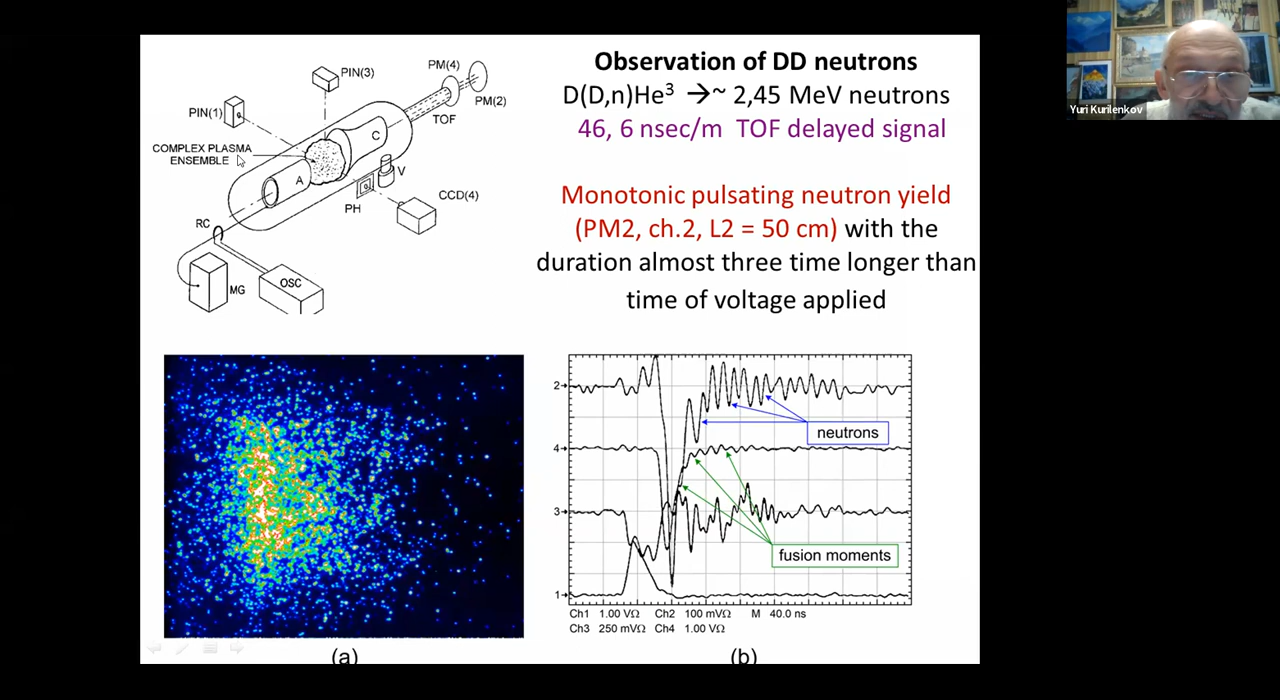 PM(4)
PIN(3)
PM(2)
PIN(1)
TOF
COMPLEX PLASMA
ENSEMBLE
C
A
V
CCD(4)
PH
RC
MG
OSC
Observation of DD neutrons
D(D,n)He³ → ~ 2,45 MeV neutrons
46, 6 nsec/m TOF delayed signal
Monotonic pulsating neutron yield
(PM2, ch.2, L2 = 50 cm) with the
duration almost three time longer than
time of voltage applied
2
neutrons
4
3
fusion moments
1
Ch1 1.00 VΩ Ch2 100 mVΩ M 40.0 ns
Ch3 250 mVΩ Ch4 1.00 VΩ
(a)
(b)
Yuri Kurilenkov